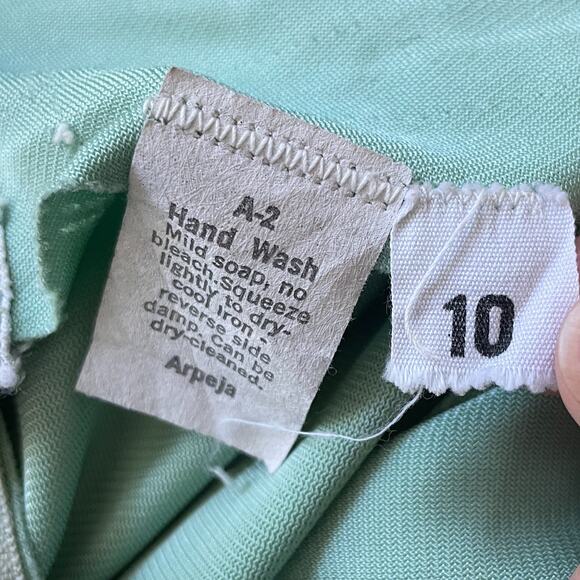 A-2
Hand Wash
Mild soap, no
bleach. Squeeze
lightly to dry-
cool iron -
reverse side
damp. Can be
dry-cleaned.
Arpeja
10